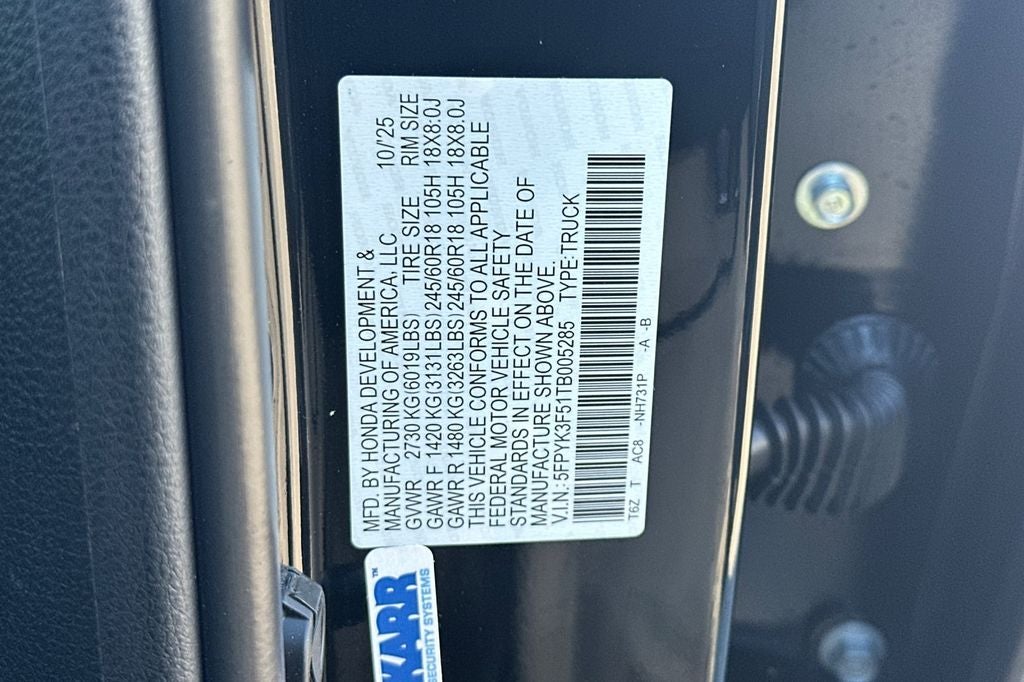 MFD. BY HONDA DEVELOPMENT &
MANUFACTURING OF AMERICA, LLC 10/25
GVWR 2730 KG(6019LBS) TIRE SIZE RIM SIZE
GAWR F 1420 KG(3131LBS) 245/60R18 105H 18X8.0J
GAWR R 1480 KG(3263LBS) 245/60R18 105H 18X8.0J
THIS VEHICLE CONFORMS TO ALL APPLICABLE
FEDERAL MOTOR VEHICLE SAFETY
STANDARDS IN EFFECT ON THE DATE OF
MANUFACTURE SHOWN ABOVE.
V.I.N.: 5FPYK3F51TB005285 TYPE:TRUCK
T6Z T AC8 -NH731P -A -B
KARR™
SECURITY SYSTEMS